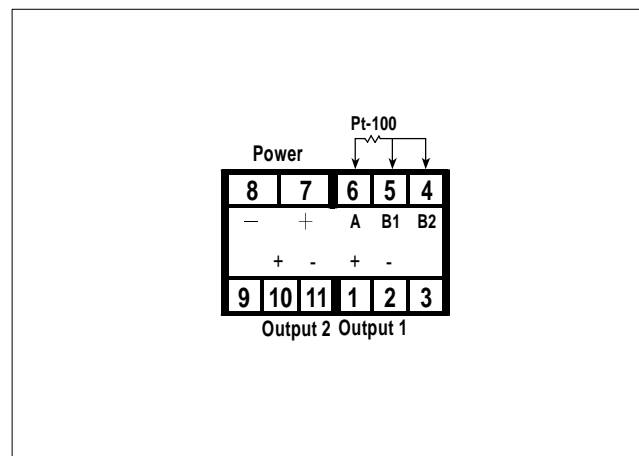 Pt-100
Power
8 7 6 5 4
− + A B1 B2
+ - + -
9 10 11 1 2 3
Output 2 Output 1